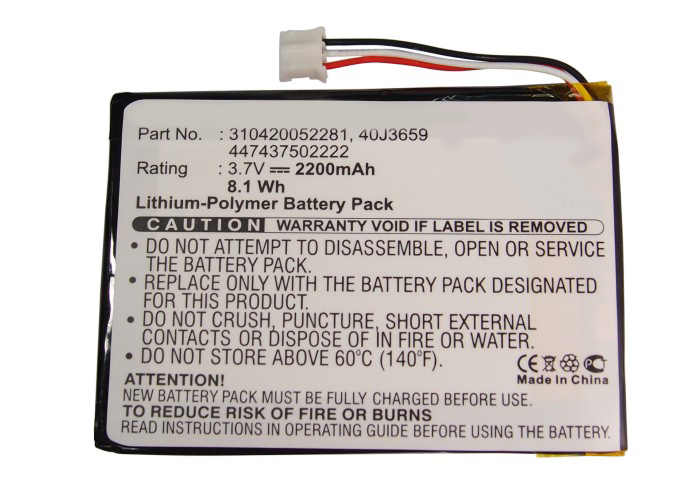 Part No. : 310420052281, 40J3659
447437502222
Rating : 3.7V 2200mAh
8.1 Wh
Lithium-Polymer Battery Pack
CAUTION WARRANTY VOID IF LABEL IS REMOVED
• DO NOT ATTEMPT TO DISASSEMBLE, OPEN OR SERVICE
THE BATTERY PACK.
• REPLACE ONLY WITH THE BATTERY PACK DESIGNATED
FOR THIS PRODUCT.
• DO NOT CRUSH, PUNCTURE, SHORT EXTERNAL
CONTACTS OR DISPOSE OF IN FIRE OR WATER.
• DO NOT STORE ABOVE 60°C (140°F).
CE
Made in China
ATTENTION!
NEW BATTERY PACK MUST BE FULLY CHARGED BEFORE USE
TO REDUCE RISK OF FIRE OR BURNS
READ INSTRUCTIONS IN OPERATING GUIDE BEFORE USING THE BATTERY.